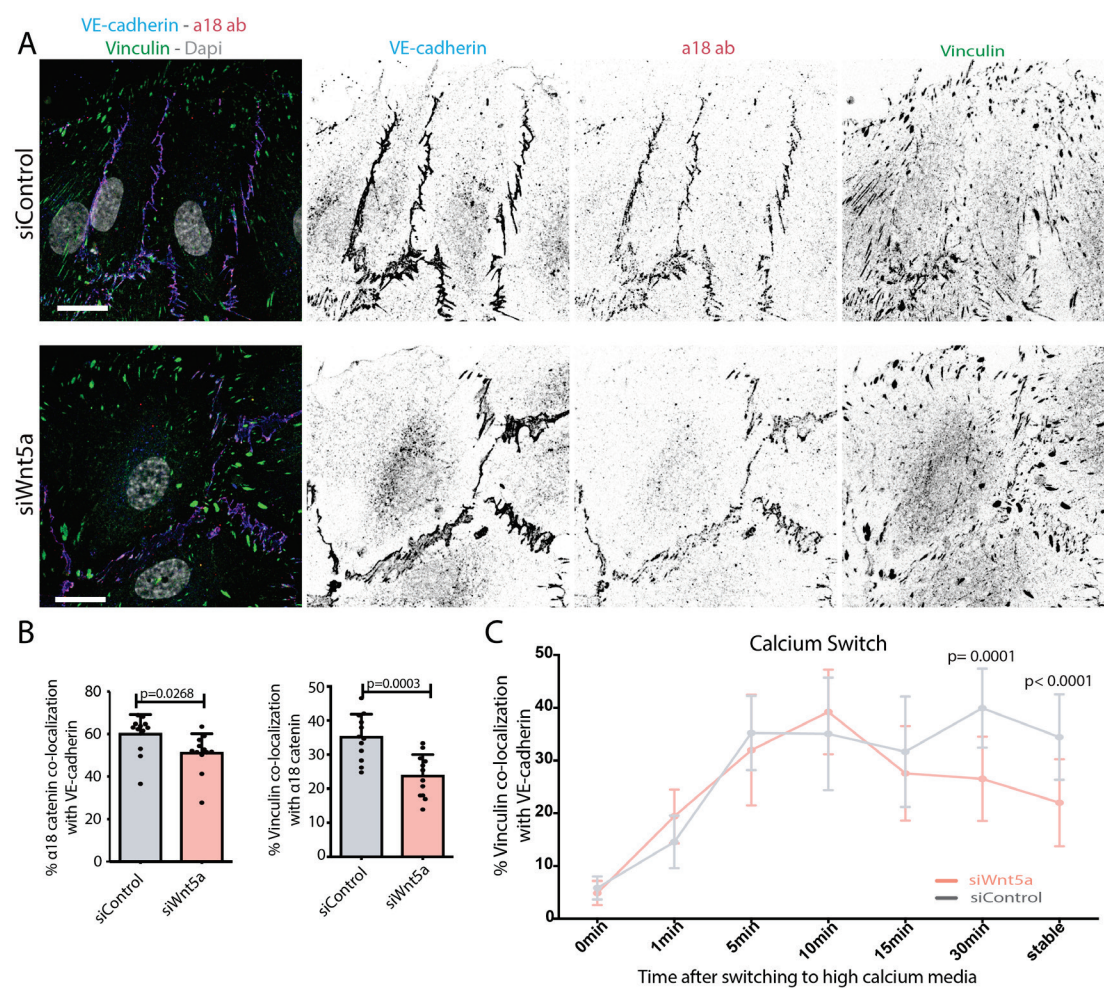 VE-cadherin - a18 ab
Vinculin - Dapi
A
VE-cadherin
a18 ab
Vinculin
siControl
siWnt5a
B
% α18 catenin co-localization
with VE-cadherin
80
60
40
20
0
p=0.0268
siControl
siWnt5a
% Vinculin co-localization
with α18 catenin
50
40
30
20
10
0
p=0.0003
siControl
siWnt5a
C
Calcium Switch
% Vinculin co-localization
with VE-cadherin
50
40
30
20
10
0
p= 0.0001
p< 0.0001
siWnt5a
siControl
0min
1min
5min
10min
15min
30min
stable
Time after switching to high calcium media